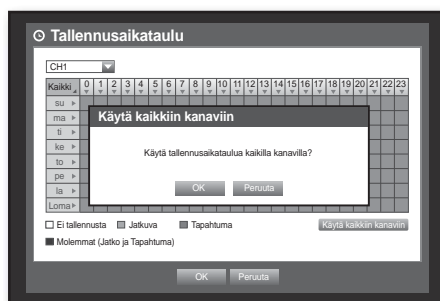 Tallennusaikataulu
CH1
Kaikki 0 1 2 3 4 5 6 7 8 9 10 11 12 13 14 15 16 17 18 19 20 21 22 23
su
ma
Käytä kaikkiin kanaviin
ti
ke
Käytä tallennusaikataulua kaikilla kanavilla?
to
pe
la
OK Peruuta
Loma
Ei tallennusta Jatkuva Tapahtuma Käytä kaikkiin kanaviin
Molemmat (Jatko ja Tapahtuma)
OK Peruuta